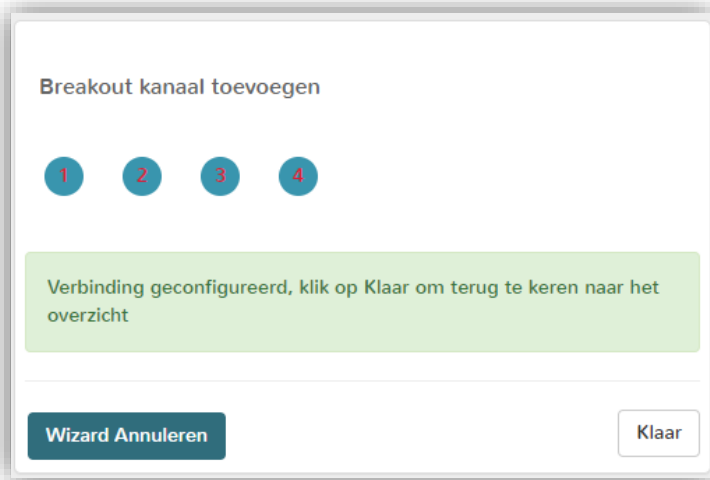 Breakout kanaal toevoegen
1 2 3 4
Verbinding geconfigureerd, klik op Klaar om terug te keren naar het
overzicht
Wizard Annuleren Klaar